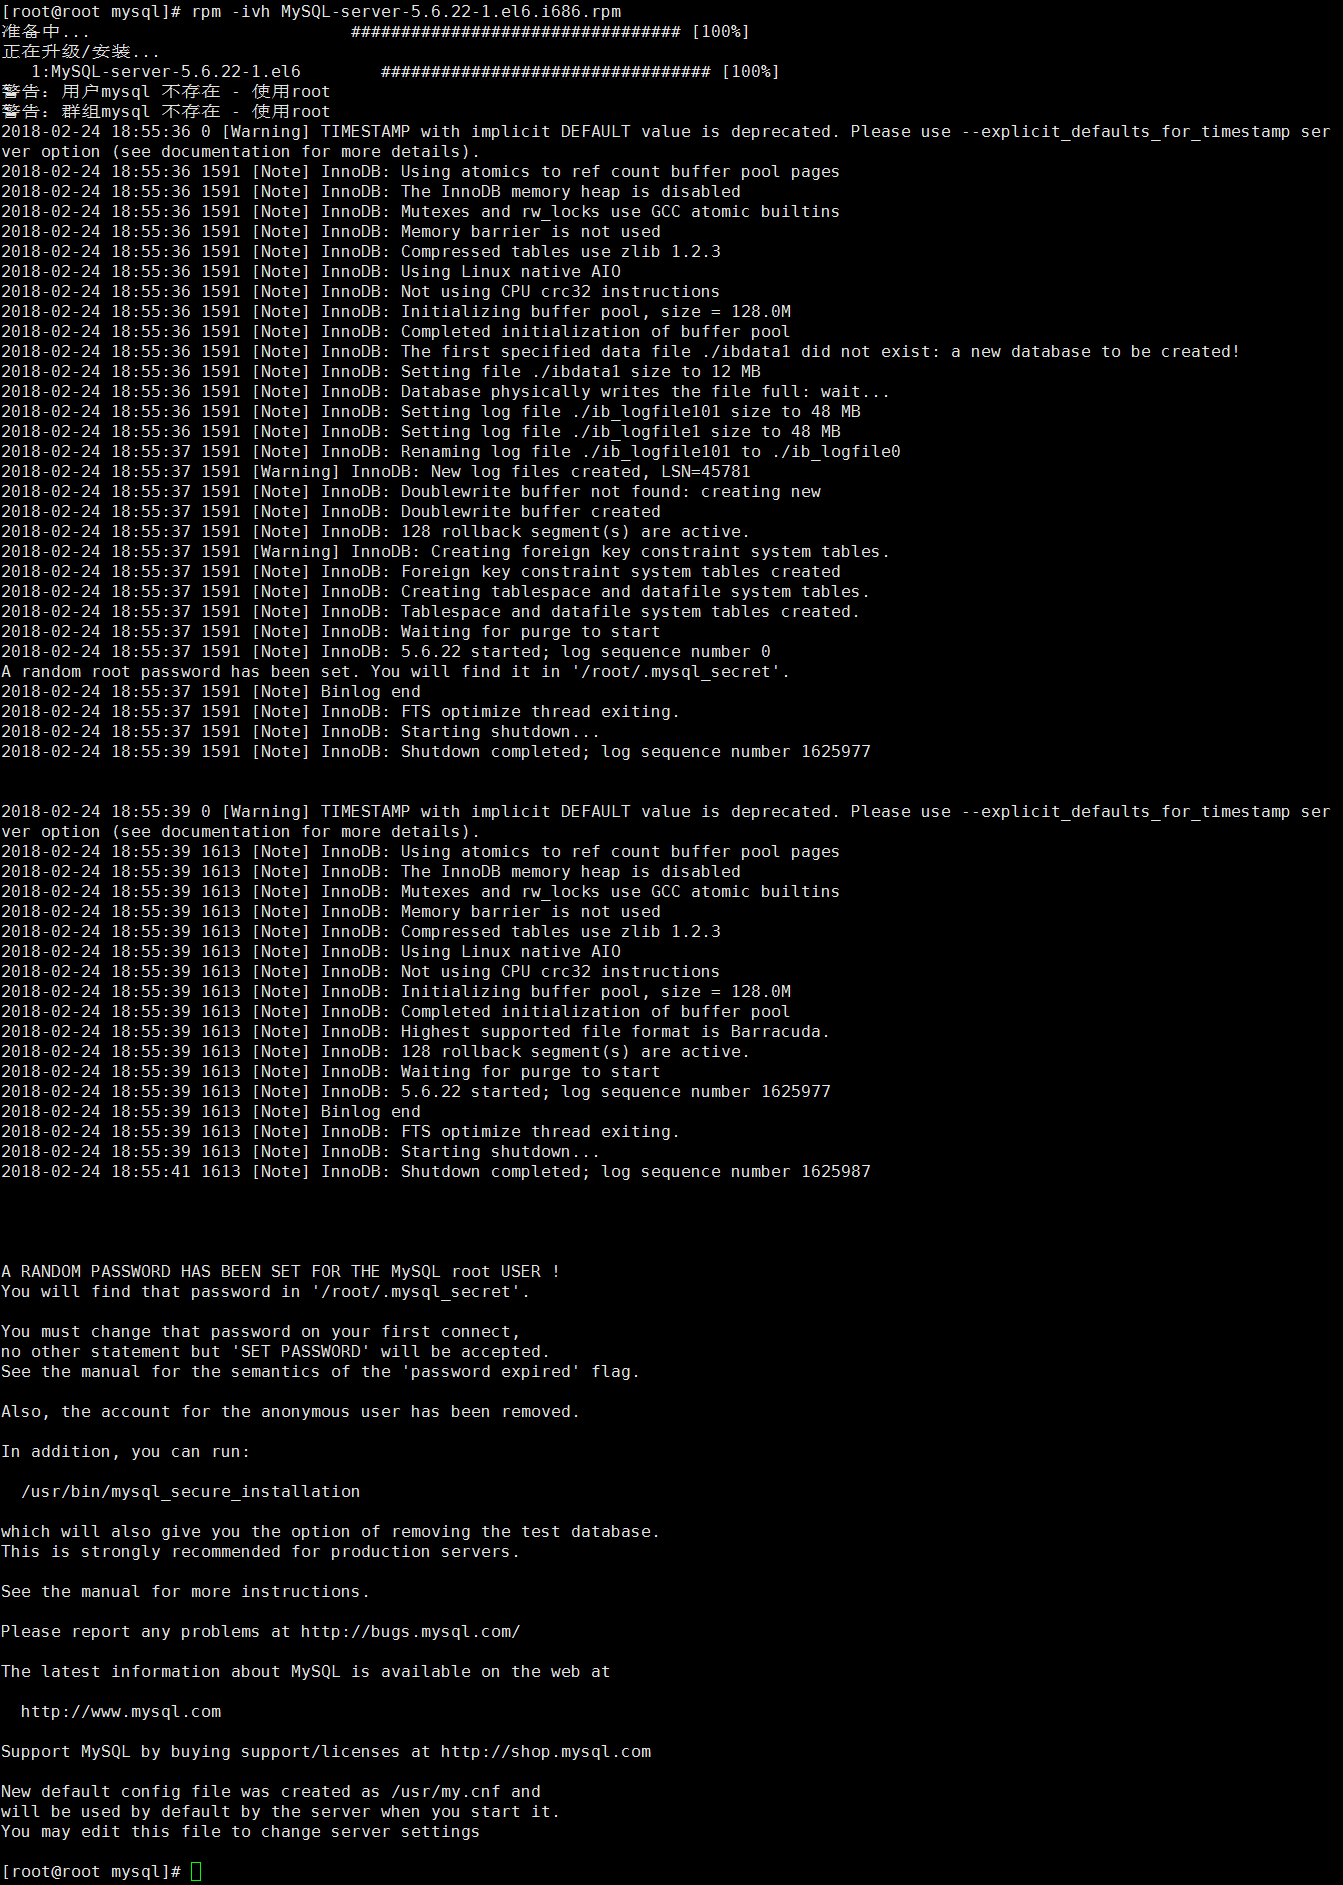 [root@root mysql]# rpm -ivh MySQL-server-5.6.22-1.el6.i686.rpm
准备中...                          ################################# [100%]
正在升级/安装...
   1:MySQL-server-5.6.22-1.el6        ################################# [100%]
警告：用户mysql 不存在 - 使用root
警告：群组mysql 不存在 - 使用root
2018-02-24 18:55:36 0 [Warning] TIMESTAMP with implicit DEFAULT value is deprecated. Please use --explicit_defaults_for_timestamp ser
ver option (see documentation for more details).
2018-02-24 18:55:36 1591 [Note] InnoDB: Using atomics to ref count buffer pool pages
2018-02-24 18:55:36 1591 [Note] InnoDB: The InnoDB memory heap is disabled
2018-02-24 18:55:36 1591 [Note] InnoDB: Mutexes and rw_locks use GCC atomic builtins
2018-02-24 18:55:36 1591 [Note] InnoDB: Memory barrier is not used
2018-02-24 18:55:36 1591 [Note] InnoDB: Compressed tables use zlib 1.2.3
2018-02-24 18:55:36 1591 [Note] InnoDB: Using Linux native AIO
2018-02-24 18:55:36 1591 [Note] InnoDB: Not using CPU crc32 instructions
2018-02-24 18:55:36 1591 [Note] InnoDB: Initializing buffer pool, size = 128.0M
2018-02-24 18:55:36 1591 [Note] InnoDB: Completed initialization of buffer pool
2018-02-24 18:55:36 1591 [Note] InnoDB: The first specified data file ./ibdata1 did not exist: a new database to be created!
2018-02-24 18:55:36 1591 [Note] InnoDB: Setting file ./ibdata1 size to 12 MB
2018-02-24 18:55:36 1591 [Note] InnoDB: Database physically writes the file full: wait...
2018-02-24 18:55:36 1591 [Note] InnoDB: Setting log file ./ib_logfile101 size to 48 MB
2018-02-24 18:55:36 1591 [Note] InnoDB: Setting log file ./ib_logfile1 size to 48 MB
2018-02-24 18:55:37 1591 [Note] InnoDB: Renaming log file ./ib_logfile101 to ./ib_logfile0
2018-02-24 18:55:37 1591 [Warning] InnoDB: New log files created, LSN=45781
2018-02-24 18:55:37 1591 [Note] InnoDB: Doublewrite buffer not found: creating new
2018-02-24 18:55:37 1591 [Note] InnoDB: Doublewrite buffer created
2018-02-24 18:55:37 1591 [Note] InnoDB: 128 rollback segment(s) are active.
2018-02-24 18:55:37 1591 [Warning] InnoDB: Creating foreign key constraint system tables.
2018-02-24 18:55:37 1591 [Note] InnoDB: Foreign key constraint system tables created
2018-02-24 18:55:37 1591 [Note] InnoDB: Creating tablespace and datafile system tables.
2018-02-24 18:55:37 1591 [Note] InnoDB: Tablespace and datafile system tables created.
2018-02-24 18:55:37 1591 [Note] InnoDB: Waiting for purge to start
2018-02-24 18:55:37 1591 [Note] InnoDB: 5.6.22 started; log sequence number 0
A random root password has been set. You will find it in '/root/.mysql_secret'.
2018-02-24 18:55:37 1591 [Note] Binlog end
2018-02-24 18:55:37 1591 [Note] InnoDB: FTS optimize thread exiting.
2018-02-24 18:55:37 1591 [Note] InnoDB: Starting shutdown...
2018-02-24 18:55:39 1591 [Note] InnoDB: Shutdown completed; log sequence number 1625977
2018-02-24 18:55:39 0 [Warning] TIMESTAMP with implicit DEFAULT value is deprecated. Please use --explicit_defaults_for_timestamp ser
ver option (see documentation for more details).
2018-02-24 18:55:39 1613 [Note] InnoDB: Using atomics to ref count buffer pool pages
2018-02-24 18:55:39 1613 [Note] InnoDB: The InnoDB memory heap is disabled
2018-02-24 18:55:39 1613 [Note] InnoDB: Mutexes and rw_locks use GCC atomic builtins
2018-02-24 18:55:39 1613 [Note] InnoDB: Memory barrier is not used
2018-02-24 18:55:39 1613 [Note] InnoDB: Compressed tables use zlib 1.2.3
2018-02-24 18:55:39 1613 [Note] InnoDB: Using Linux native AIO
2018-02-24 18:55:39 1613 [Note] InnoDB: Not using CPU crc32 instructions
2018-02-24 18:55:39 1613 [Note] InnoDB: Initializing buffer pool, size = 128.0M
2018-02-24 18:55:39 1613 [Note] InnoDB: Completed initialization of buffer pool
2018-02-24 18:55:39 1613 [Note] InnoDB: Highest supported file format is Barracuda.
2018-02-24 18:55:39 1613 [Note] InnoDB: 128 rollback segment(s) are active.
2018-02-24 18:55:39 1613 [Note] InnoDB: Waiting for purge to start
2018-02-24 18:55:39 1613 [Note] InnoDB: 5.6.22 started; log sequence number 1625977
2018-02-24 18:55:39 1613 [Note] Binlog end
2018-02-24 18:55:39 1613 [Note] InnoDB: FTS optimize thread exiting.
2018-02-24 18:55:39 1613 [Note] InnoDB: Starting shutdown...
2018-02-24 18:55:41 1613 [Note] InnoDB: Shutdown completed; log sequence number 1625987
A RANDOM PASSWORD HAS BEEN SET FOR THE MySQL root USER !
You will find that password in '/root/.mysql_secret'.
You must change that password on your first connect,
no other statement but 'SET PASSWORD' will be accepted.
See the manual for the semantics of the 'password expired' flag.
Also, the account for the anonymous user has been removed.
In addition, you can run:
  /usr/bin/mysql_secure_installation
which will also give you the option of removing the test database.
This is strongly recommended for production servers.
See the manual for more instructions.
Please report any problems at http://bugs.mysql.com/
The latest information about MySQL is available on the web at
  http://www.mysql.com
Support MySQL by buying support/licenses at http://shop.mysql.com
New default config file was created as /usr/my.cnf and
will be used by default by the server when you start it.
You may edit this file to change server settings
[root@root mysql]#